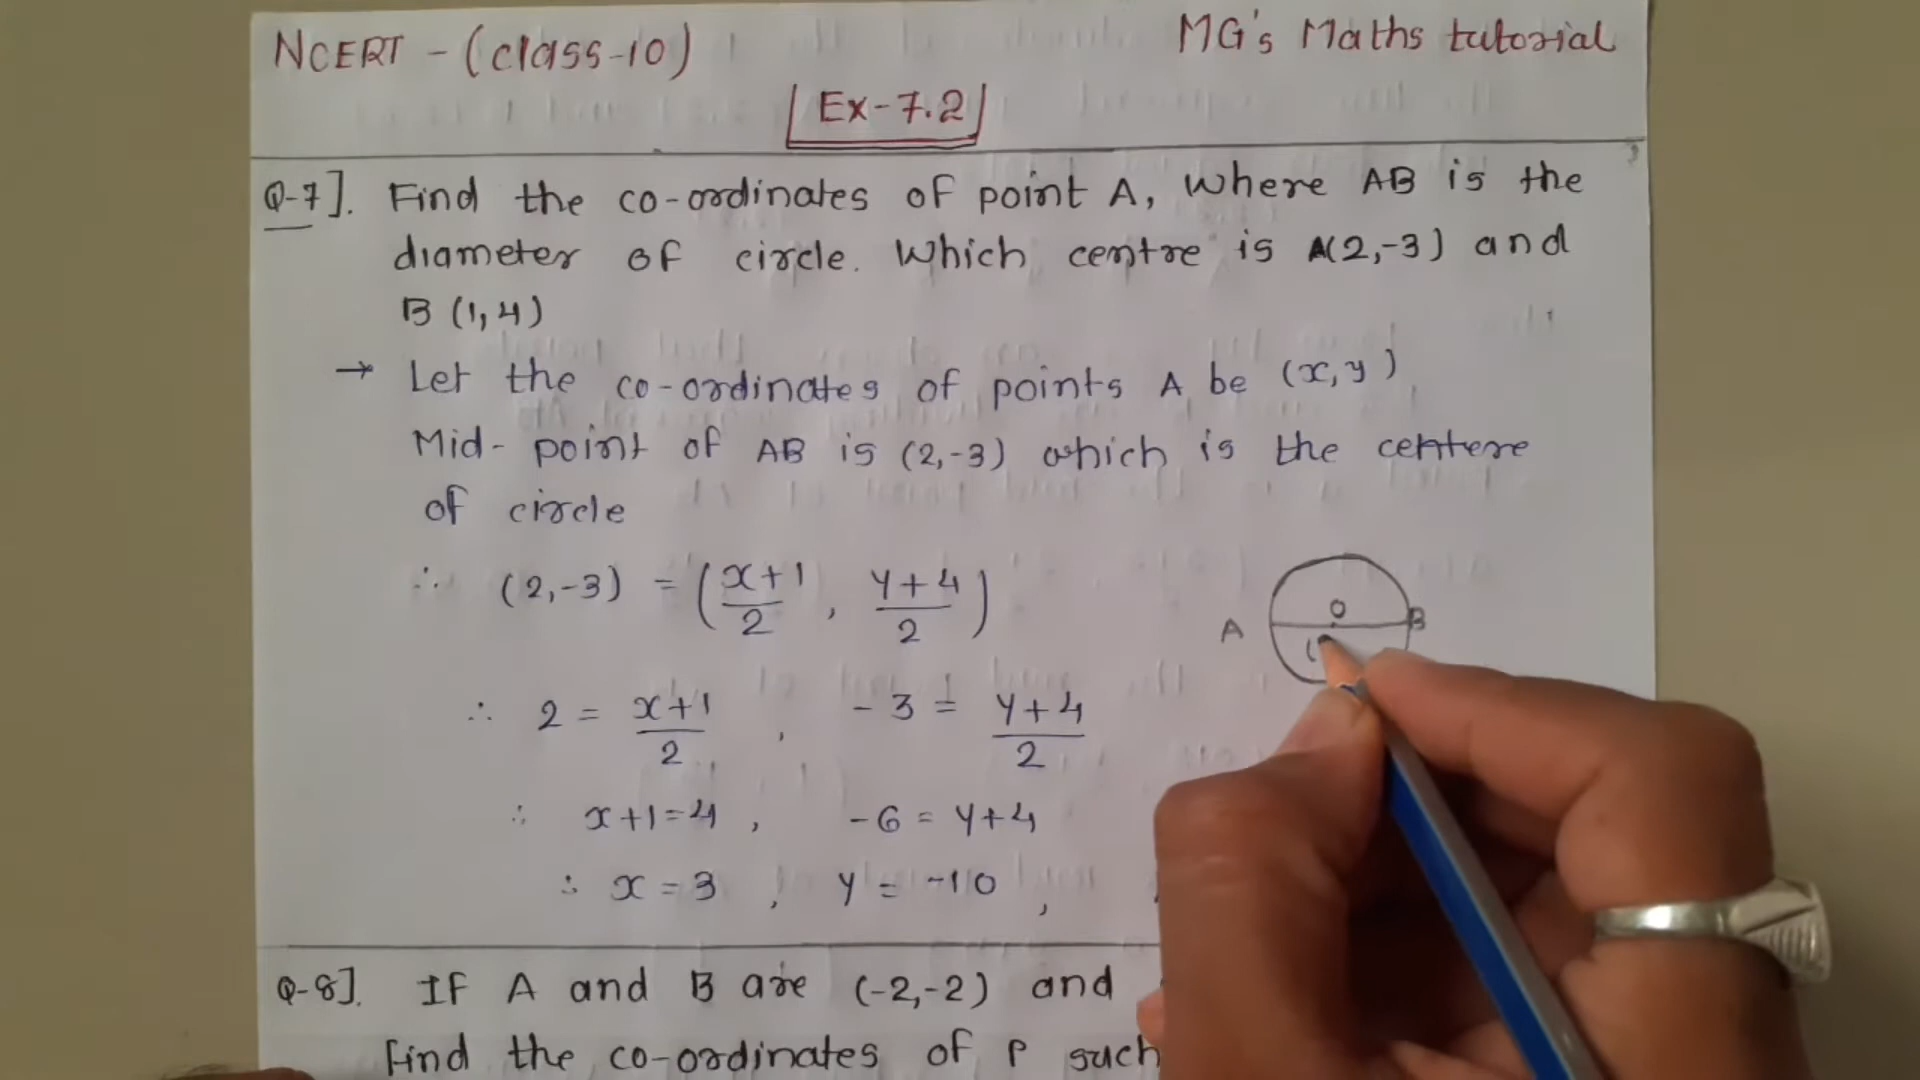 NCERT - (class-10)
MG's Maths tutorial
Ex-7.2
Q-7]. Find the co-ordinates of point A, Where AB is the
diameter of circle. Which centre is A(2,-3) and
B (1,4)
→ Let the co-ordinates of points A be (x,y)
Mid-point of AB is (2,-3) which is the centere
of circle
∴ (2,-3) = (x+1/2, y+4/2)
∴ 2 = x+1/2 , -3 = y+4/2
∴ x+1=4 , -6 = y+4
∴ x = 3 , y = -10 ,
A O B
(
Q-8]. If A and B are (-2,-2) and
Find the co-ordinates of P such